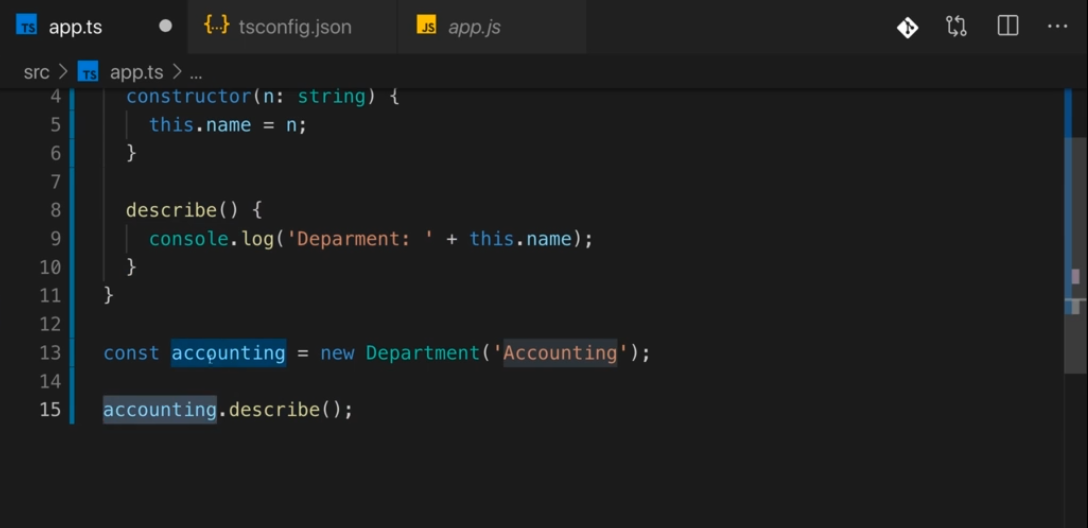 TS app.ts ● {..} tsconfig.json JS app.js ...
src > TS app.ts > ...
4 constructor(n: string) {
5 this.name = n;
6 }
7
8 describe() {
9 console.log('Deparment: ' + this.name);
10 }
11 }
12
13 const accounting = new Department('Accounting');
14
15 accounting.describe();